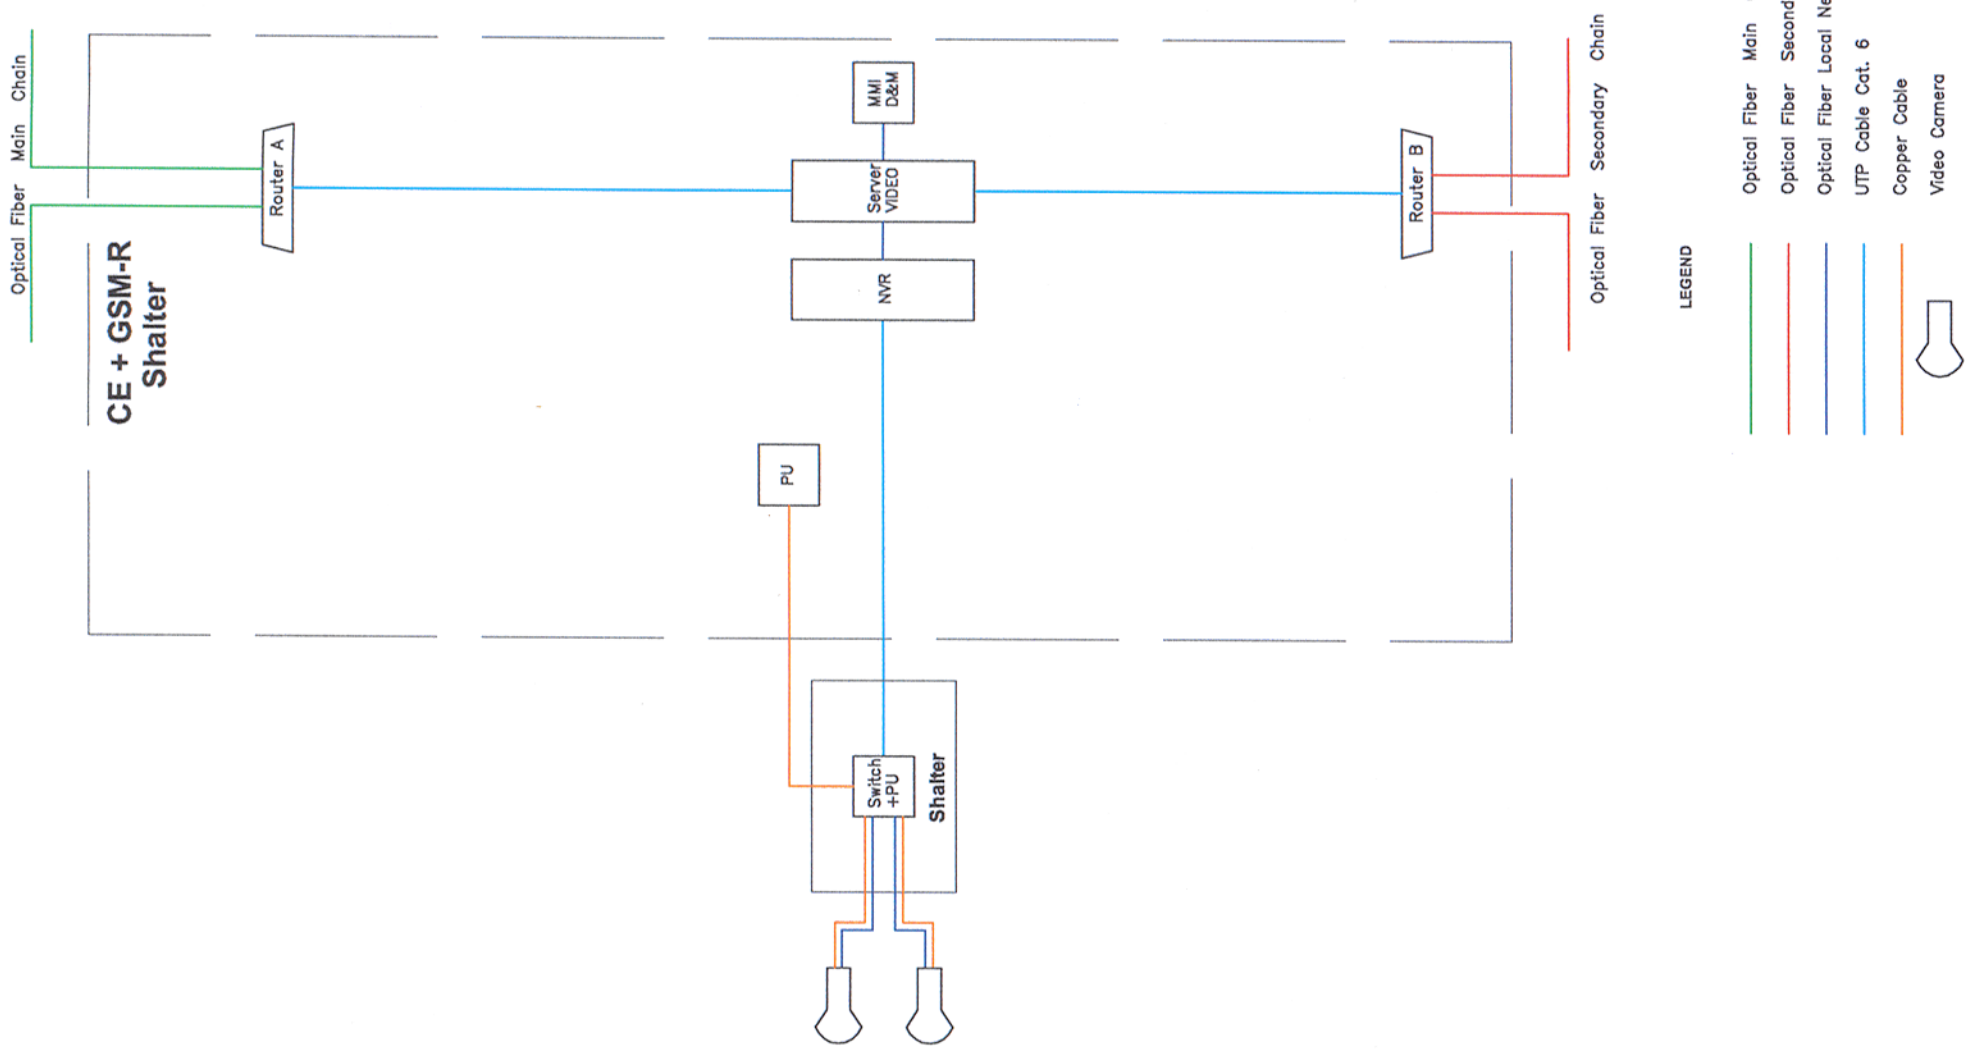 Optical Fiber Main Chain
CE + GSM-R
Shalter
Router A
MMI
D&M
Server
VIDEO
NVR
PU
Switch
+PU
Shalter
Router B
Optical Fiber Secondary Chain
LEGEND
Optical Fiber Main
Optical Fiber Second
Optical Fiber Local Ne
UTP Cable Cat. 6
Copper Cable
Video Camera